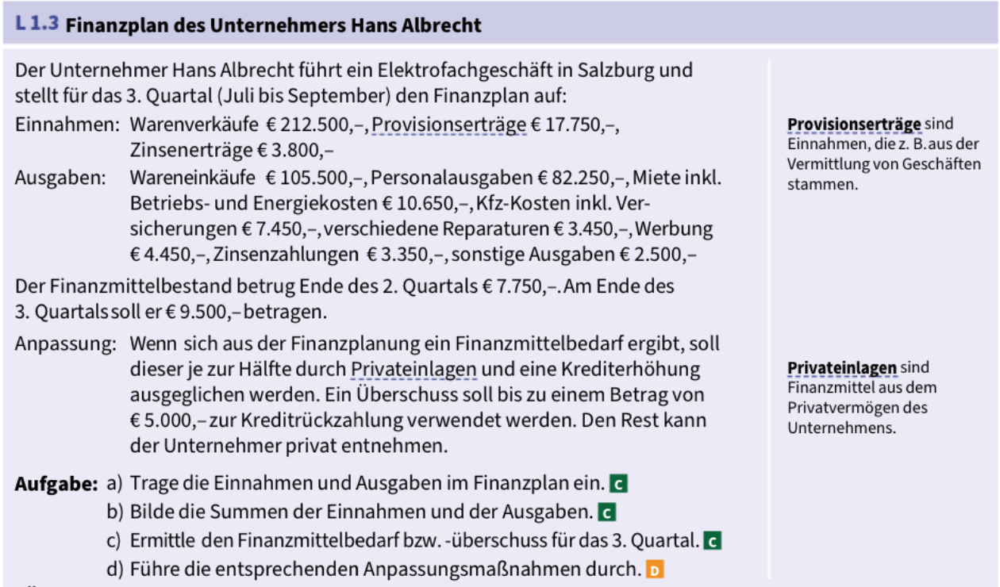 L 1.3 Finanzplan des Unternehmers Hans Albrecht
Der Unternehmer Hans Albrecht führt ein Elektrofachgeschäft in Salzburg und
stellt für das 3. Quartal (Juli bis September) den Finanzplan auf:
Einnahmen: Warenverkäufe € 212.500,–, Provisionserträge € 17.750,–,
Zinsenerträge € 3.800,–
Ausgaben: Wareneinkäufe € 105.500,–, Personalausgaben € 82.250,–, Miete inkl.
Betriebs- und Energiekosten € 10.650,–, Kfz-Kosten inkl. Ver-
sicherungen € 7.450,–, verschiedene Reparaturen € 3.450,–, Werbung
€ 4.450,–, Zinsenzahlungen € 3.350,–, sonstige Ausgaben € 2.500,–
Der Finanzmittelbestand betrug Ende des 2. Quartals € 7.750,–. Am Ende des
3. Quartals soll er € 9.500,– betragen.
Anpassung: Wenn sich aus der Finanzplanung ein Finanzmittelbedarf ergibt, soll
dieser je zur Hälfte durch Privateinlagen und eine Krediterhöhung
ausgeglichen werden. Ein Überschuss soll bis zu einem Betrag von
€ 5.000,– zur Kreditrückzahlung verwendet werden. Den Rest kann
der Unternehmer privat entnehmen.
Aufgabe: a) Trage die Einnahmen und Ausgaben im Finanzplan ein. C
b) Bilde die Summen der Einnahmen und der Ausgaben. C
c) Ermittle den Finanzmittelbedarf bzw. -überschuss für das 3. Quartal. C
d) Führe die entsprechenden Anpassungsmaßnahmen durch. D
Provisionserträge sind
Einnahmen, die z. B. aus der
Vermittlung von Geschäften
stammen.
Privateinlagen sind
Finanzmittel aus dem
Privatvermögen des
Unternehmens.